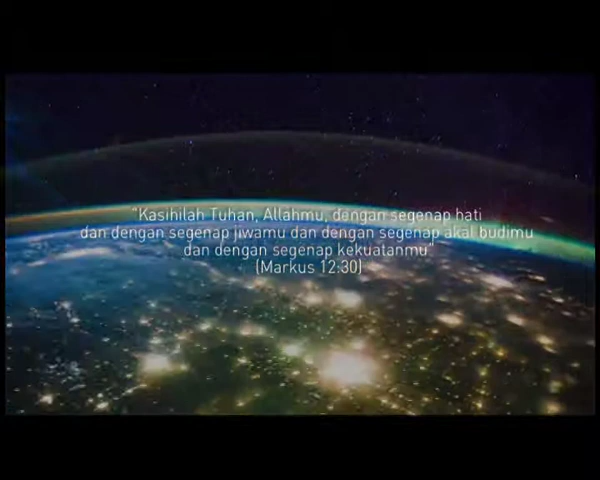 "Kasihilah Tuhan, Allahmu, dengan segenap hati
dan dengan segenap jiwamu dan dengan segenap akal budimu
dan dengan segenap kekuatanmu"
(Markus 12:30)